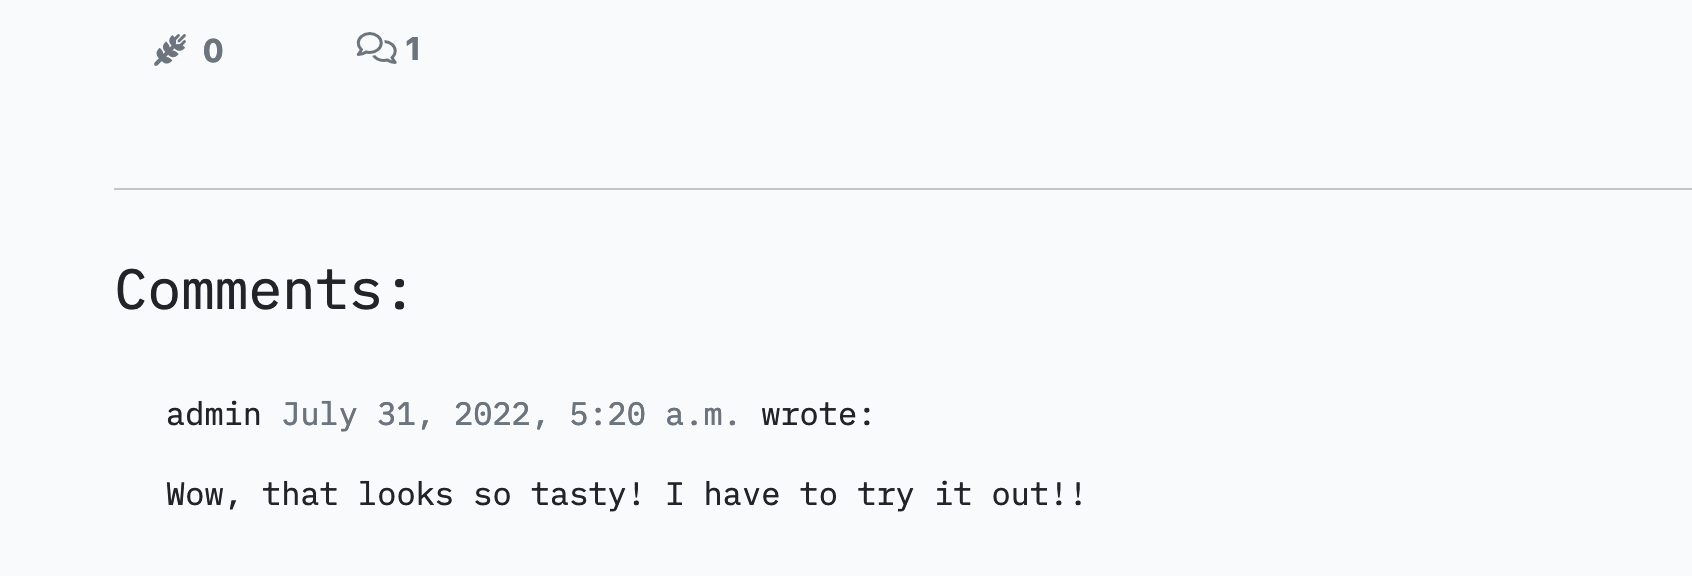 0 1
Comments:
admin July 31, 2022, 5:20 a.m. wrote:
Wow, that looks so tasty! I have to try it out!!